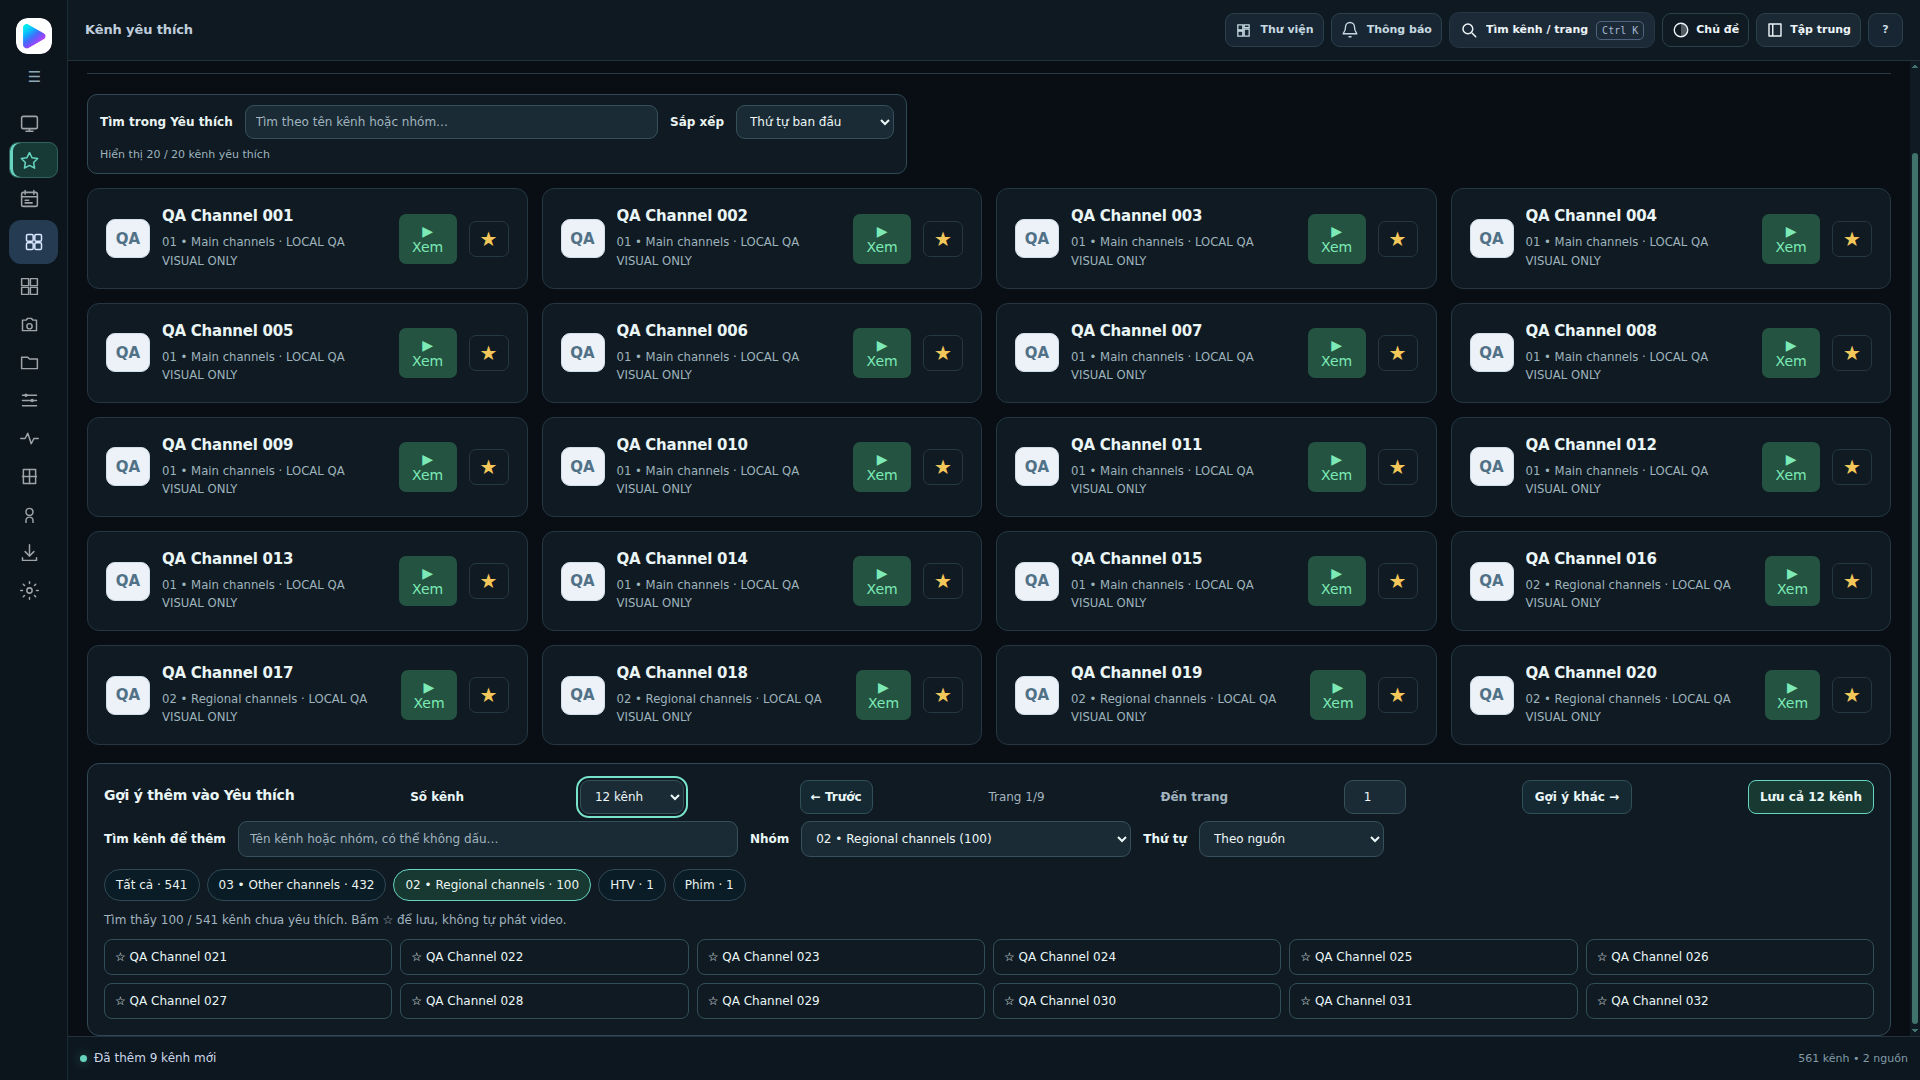 Kênh yêu thích
Thư viện
Thông báo
Tìm kênh / trang Ctrl K
Chủ đề
Tập trung
?
Tìm trong Yêu thích
Tìm theo tên kênh hoặc nhóm...
Sắp xếp
Thứ tự ban đầu
Hiển thị 20 / 20 kênh yêu thích
QA
QA Channel 001
01 • Main channels · LOCAL QA
VISUAL ONLY
▶
Xem
★
QA
QA Channel 002
01 • Main channels · LOCAL QA
VISUAL ONLY
▶
Xem
★
QA
QA Channel 003
01 • Main channels · LOCAL QA
VISUAL ONLY
▶
Xem
★
QA
QA Channel 004
01 • Main channels · LOCAL QA
VISUAL ONLY
▶
Xem
★
QA
QA Channel 005
01 • Main channels · LOCAL QA
VISUAL ONLY
▶
Xem
★
QA
QA Channel 006
01 • Main channels · LOCAL QA
VISUAL ONLY
▶
Xem
★
QA
QA Channel 007
01 • Main channels · LOCAL QA
VISUAL ONLY
▶
Xem
★
QA
QA Channel 008
01 • Main channels · LOCAL QA
VISUAL ONLY
▶
Xem
★
QA
QA Channel 009
01 • Main channels · LOCAL QA
VISUAL ONLY
▶
Xem
★
QA
QA Channel 010
01 • Main channels · LOCAL QA
VISUAL ONLY
▶
Xem
★
QA
QA Channel 011
01 • Main channels · LOCAL QA
VISUAL ONLY
▶
Xem
★
QA
QA Channel 012
01 • Main channels · LOCAL QA
VISUAL ONLY
▶
Xem
★
QA
QA Channel 013
01 • Main channels · LOCAL QA
VISUAL ONLY
▶
Xem
★
QA
QA Channel 014
01 • Main channels · LOCAL QA
VISUAL ONLY
▶
Xem
★
QA
QA Channel 015
01 • Main channels · LOCAL QA
VISUAL ONLY
▶
Xem
★
QA
QA Channel 016
02 • Regional channels · LOCAL QA
VISUAL ONLY
▶
Xem
★
QA
QA Channel 017
02 • Regional channels · LOCAL QA
VISUAL ONLY
▶
Xem
★
QA
QA Channel 018
02 • Regional channels · LOCAL QA
VISUAL ONLY
▶
Xem
★
QA
QA Channel 019
02 • Regional channels · LOCAL QA
VISUAL ONLY
▶
Xem
★
QA
QA Channel 020
02 • Regional channels · LOCAL QA
VISUAL ONLY
▶
Xem
★
Gợi ý thêm vào Yêu thích
Số kênh
12 kênh
← Trước
Trang 1/9
Đến trang
1
Gợi ý khác →
Lưu cả 12 kênh
Tìm kênh để thêm
Tên kênh hoặc nhóm, có thể không dấu...
Nhóm
02 • Regional channels (100)
Thứ tự
Theo nguồn
Tất cả · 541
03 • Other channels · 432
02 • Regional channels · 100
HTV · 1
Phim · 1
Tìm thấy 100 / 541 kênh chưa yêu thích. Bấm ☆ để lưu, không tự phát video.
☆ QA Channel 021
☆ QA Channel 022
☆ QA Channel 023
☆ QA Channel 024
☆ QA Channel 025
☆ QA Channel 026
☆ QA Channel 027
☆ QA Channel 028
☆ QA Channel 029
☆ QA Channel 030
☆ QA Channel 031
☆ QA Channel 032
Đã thêm 9 kênh mới
561 kênh • 2 nguồn